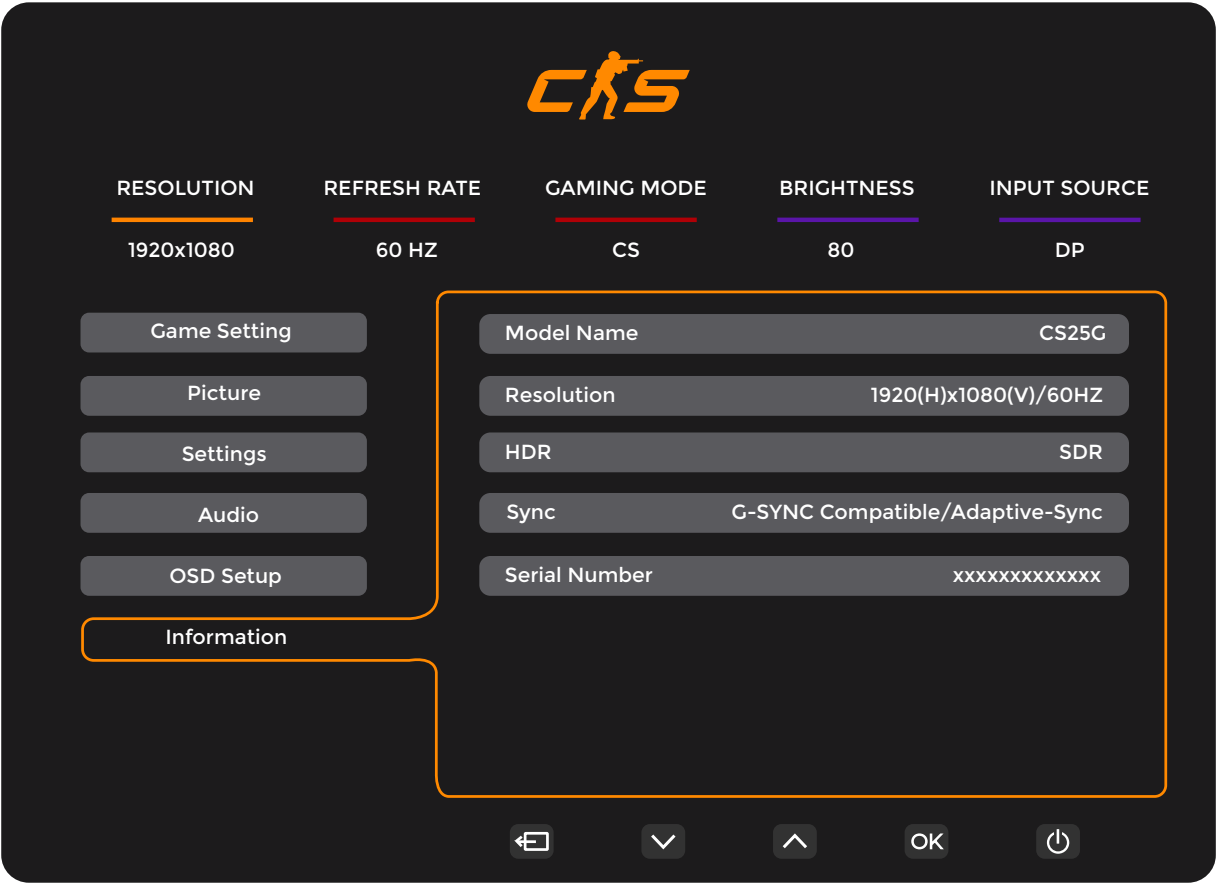 CS
RESOLUTION REFRESH RATE GAMING MODE BRIGHTNESS INPUT SOURCE
1920x1080 60 HZ CS 80 DP
Game Setting
Picture
Settings
Audio
OSD Setup
Information
Model Name CS25G
Resolution 1920(H)x1080(V)/60HZ
HDR SDR
Sync G-SYNC Compatible/Adaptive-Sync
Serial Number xxxxxxxxxxxxx
OK